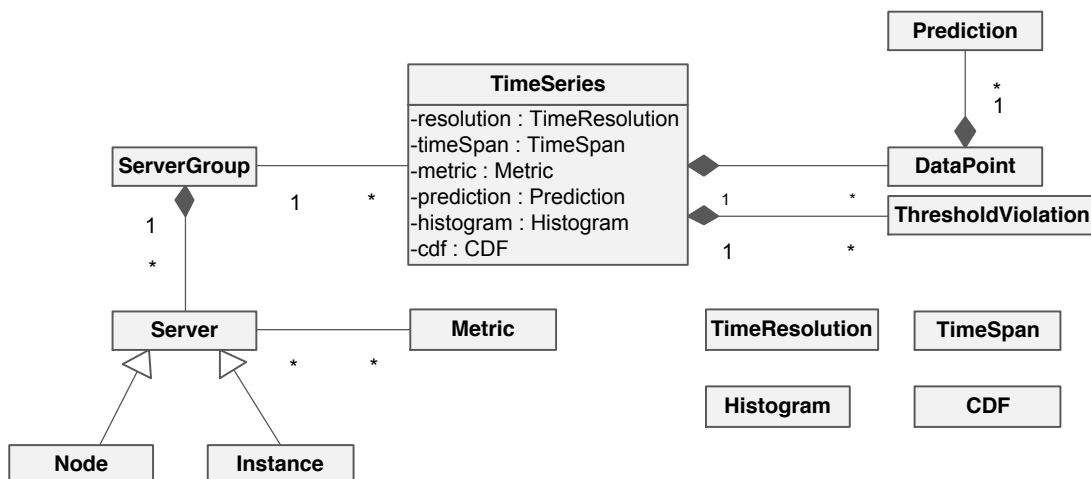 Prediction
*
1
TimeSeries
-resolution : TimeResolution
-timeSpan : TimeSpan
-metric : Metric
-prediction : Prediction
-histogram : Histogram
-cdf : CDF
ServerGroup
DataPoint
1 * 1 *
ThresholdViolation
1
1 *
*
Server
Metric
* *
TimeResolution
TimeSpan
Histogram
CDF
Node
Instance